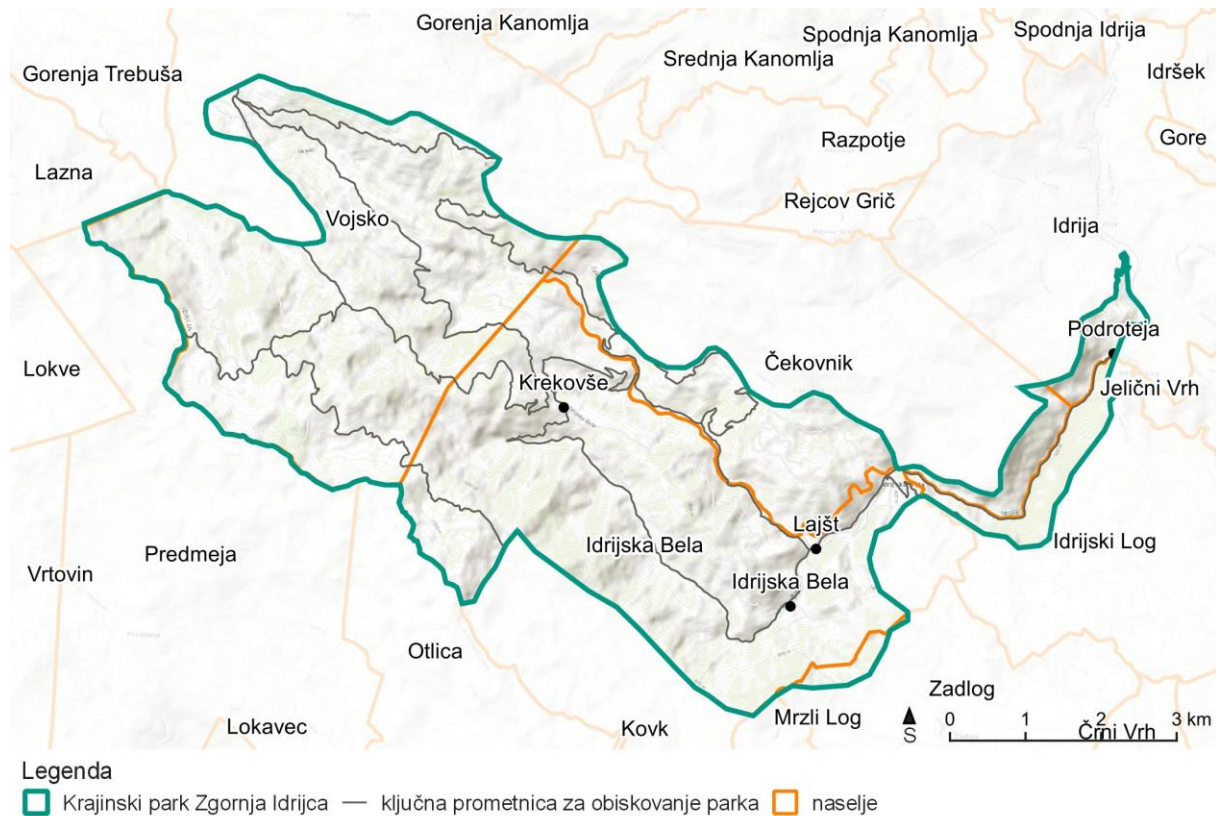 Gorenja Kanomlja
Spodnja Kanomlja
Spodnja Idrija
Srednja Kanomlja
Idršek
Gorenja Trebuša
Razpotje
Gore
Lazna
Rejcov Grič
Vojsko
Idrija
Podroteja
Lokve
Čekovnik
Krekovše
Jelični Vrh
Lajšt
Idrijska Bela
Idrijski Log
Predmeja
Vrtovin
Idrijska Bela
Otlica
Zadlog
Mrzli Log
Lokavec
Kovk
Črni Vrh
S
0 1 2 3 km
Legenda
Krajinski park Zgornja Idrijca ključna prometnica za obiskovanje parka naselje